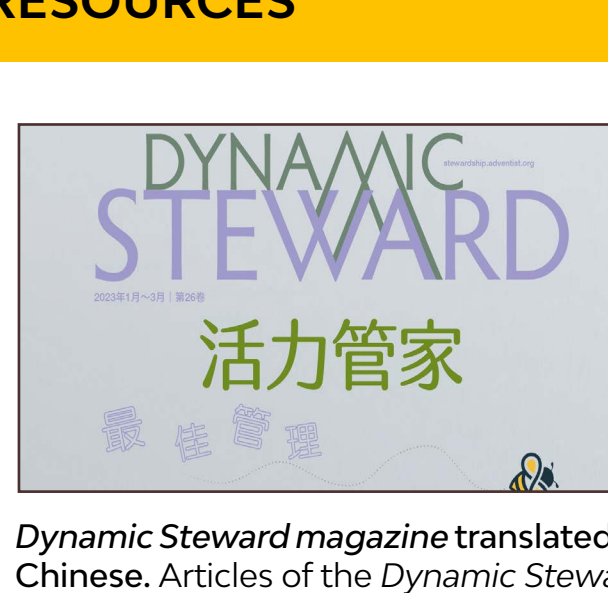 RESOURCES
DYNAMIC
stewardship.adventist.org
STEWARD
2023年1月～3月｜第26卷
活力管家
最佳管理
Dynamic Steward magazine translated
Chinese. Articles of the Dynamic Stewa